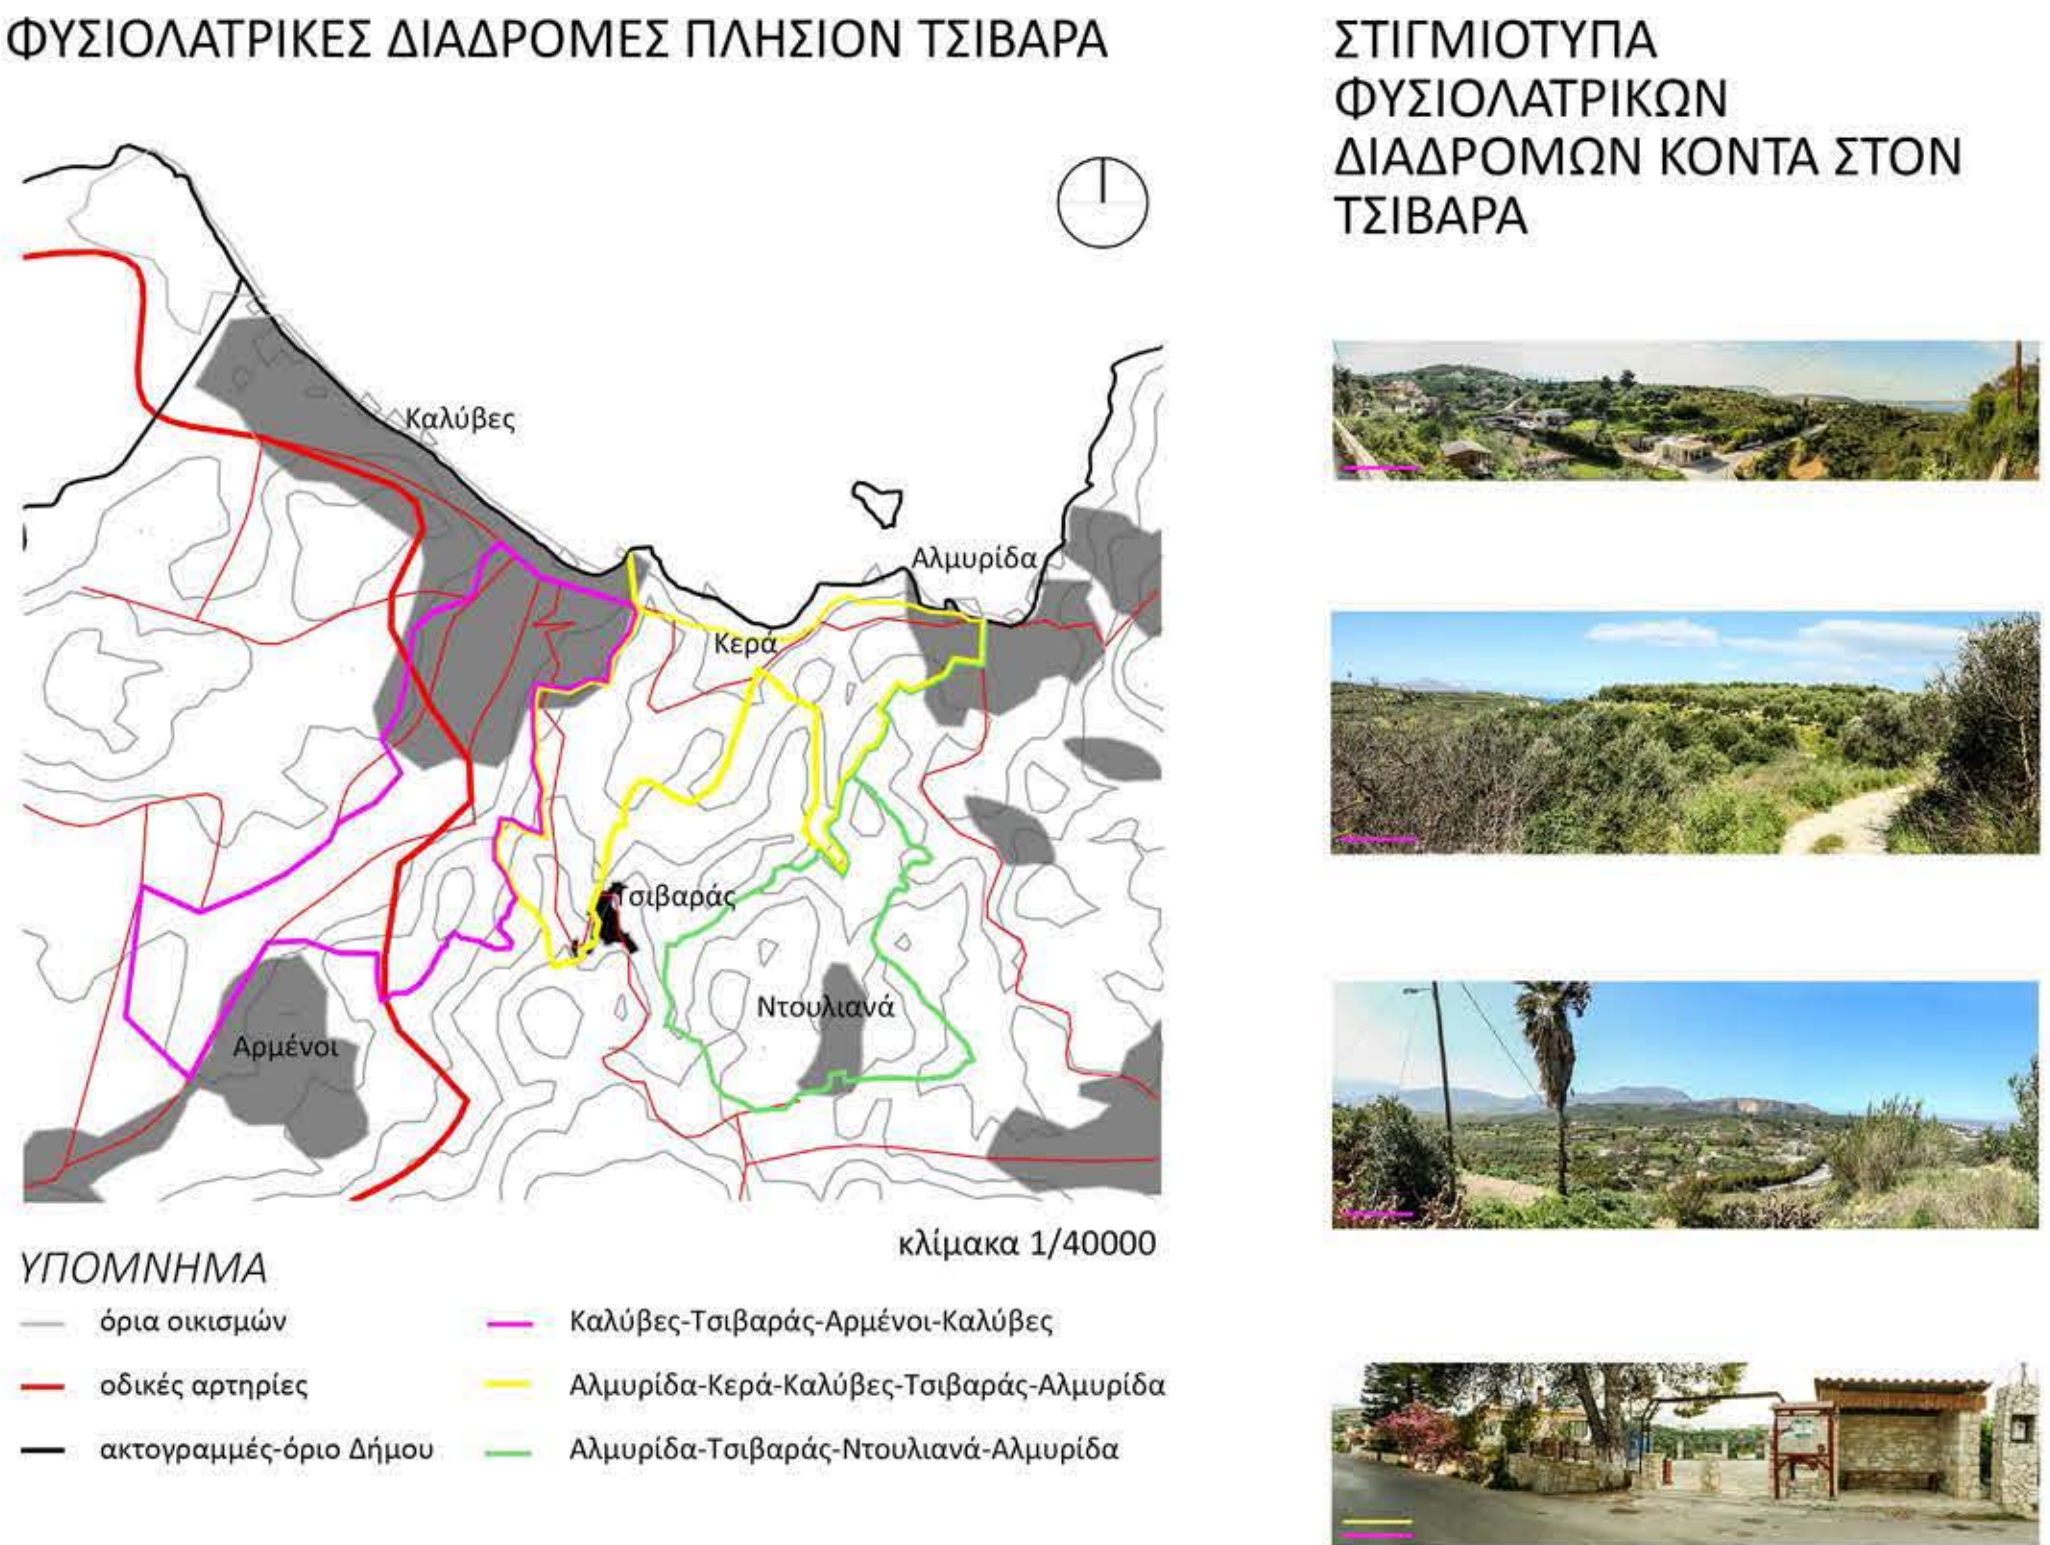 ΦΥΣΙΟΛΑΤΡΙΚΕΣ ΔΙΑΔΡΟΜΕΣ ΠΛΗΣΙΟΝ ΤΣΙΒΑΡΑ
Καλύβες
Αλμυρίδα
Κερά
Τσιβαράς
Ντουλιανά
Αρμένοι
κλίμακα 1/40000
ΥΠΟΜΝΗΜΑ
όρια οικισμών
οδικές αρτηρίες
ακτογραμμές-όριο Δήμου
Καλύβες-Τσιβαράς-Αρμένοι-Καλύβες
Αλμυρίδα-Κερά-Καλύβες-Τσιβαράς-Αλμυρίδα
Αλμυρίδα-Τσιβαράς-Ντουλιανά-Αλμυρίδα
ΣΤΙΓΜΙΟΤΥΠΑ
ΦΥΣΙΟΛΑΤΡΙΚΩΝ
ΔΙΑΔΡΟΜΩΝ ΚΟΝΤΑ ΣΤΟΝ
ΤΣΙΒΑΡΑ